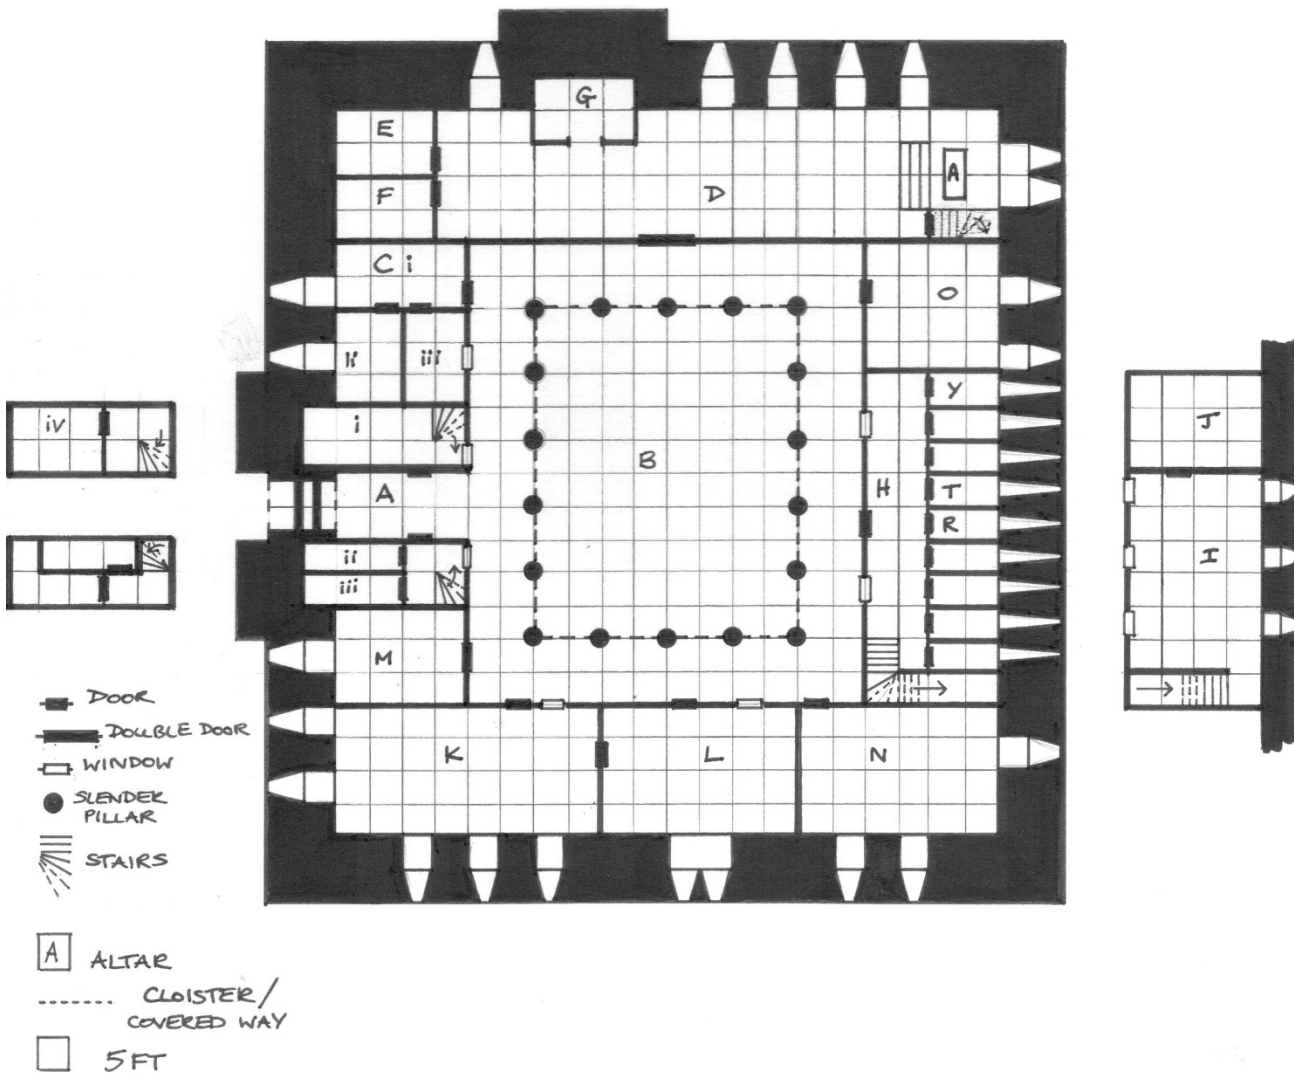 G
E
A
F
D
C i
O
ii
iii
Y
iv
i
J
B
A
H
T
R
ii
I
iii
M
DOOR
DOUBLE DOOR
K
L
N
WINDOW
SLENDER
PILLAR
STAIRS
A
ALTAR
CLOISTER/
COVERED WAY
5FT